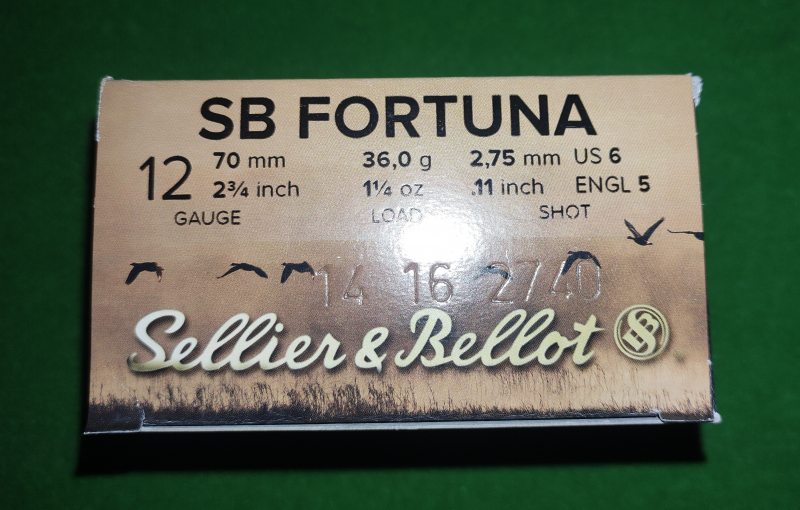 SB FORTUNA
12 70 mm 36,0 g 2,75 mm US 6
2¾ inch 1¼ oz .11 inch ENGL 5
GAUGE LOAD SHOT
14 16 2740
Sellier & Bellot SB